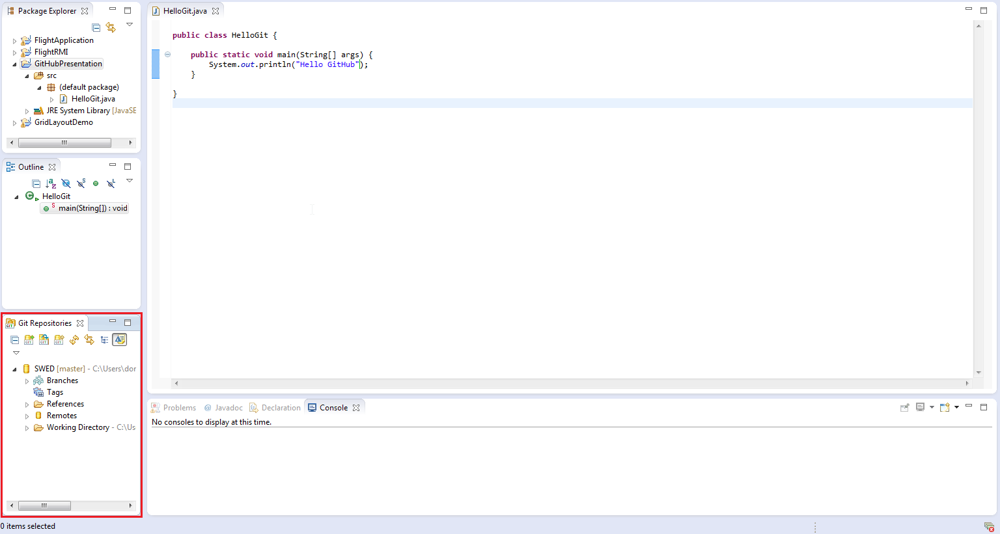 Package Explorer
FlightApplication
FlightRMI
GitHubPresentation
src
(default package)
HelloGit.java
JRE System Library [JavaSE
GridLayoutDemo
Outline
HelloGit
main(String[]) : void
Git Repositories
SWED [master] - C:\Users\dor
Branches
Tags
References
Remotes
Working Directory - C:\Us
HelloGit.java
public class HelloGit {
public static void main(String[] args) {
System.out.println("Hello GitHub");
}
}
Problems @ Javadoc Declaration Console
No consoles to display at this time.
0 items selected